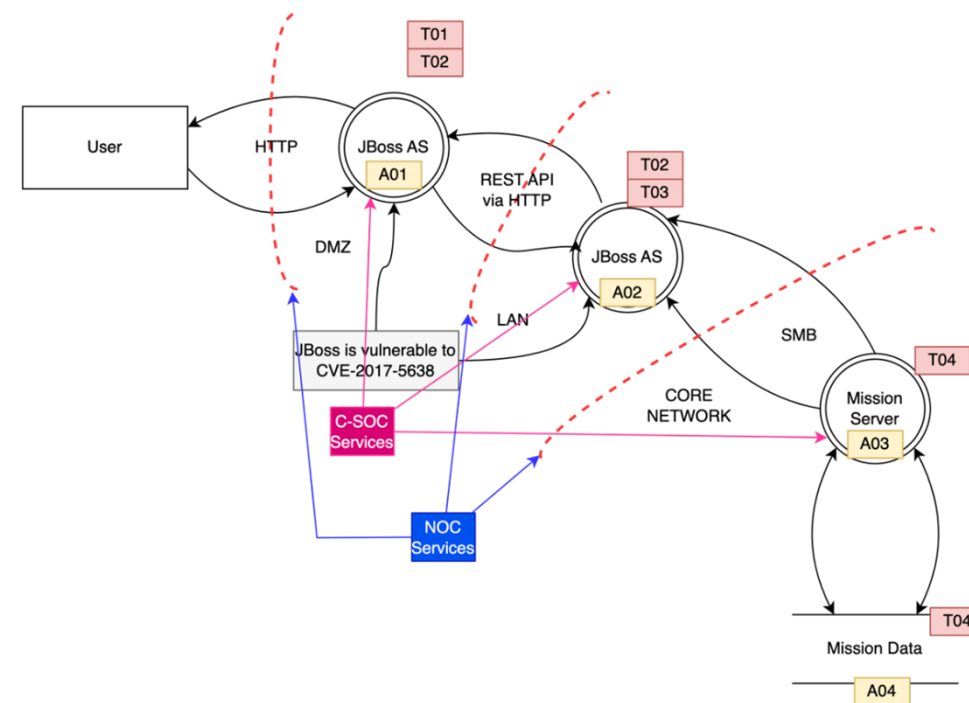 T01
T02
User
HTTP
JBoss AS
A01
REST API
via HTTP
T02
T03
JBoss AS
A02
DMZ
LAN
JBoss is vulnerable to
CVE-2017-5638
SMB
T04
CORE
NETWORK
Mission
Server
A03
C-SOC
Services
NOC
Services
T04
Mission Data
A04